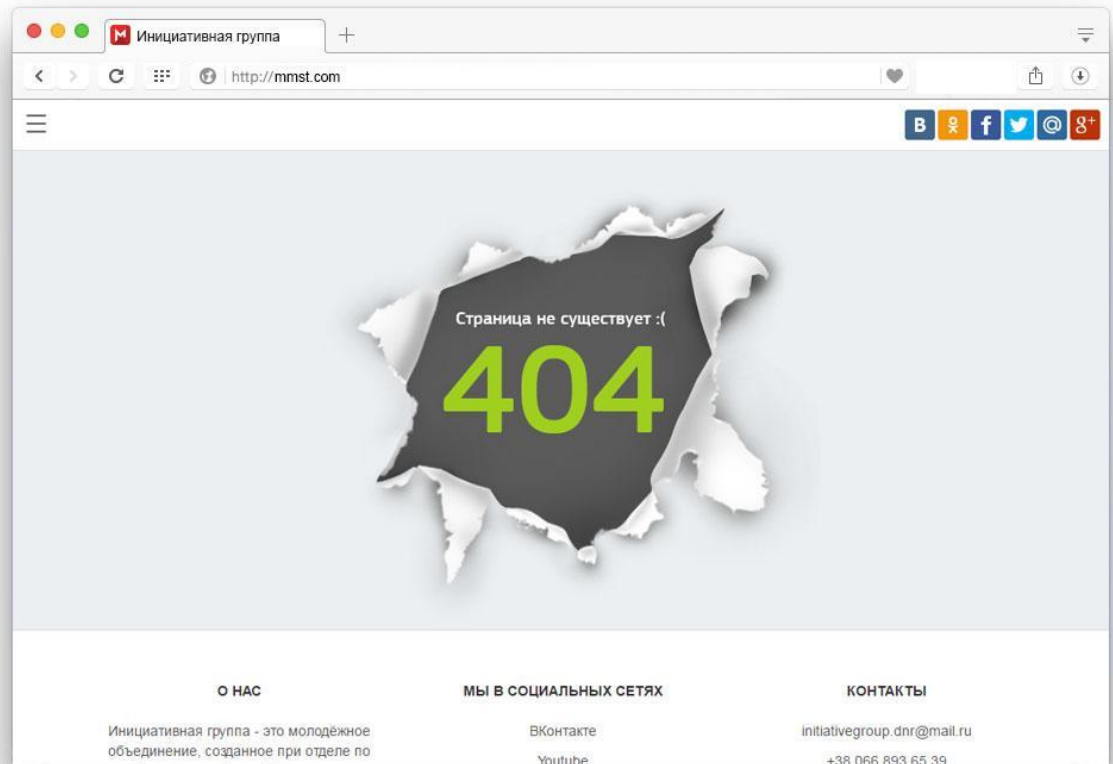 Инициативная группа
http://mmst.com
B f @ g+
Страница не существует :(
404
О НАС
Инициативная группа - это молодёжное
объединение, созданное при отделе по
МЫ В СОЦИАЛЬНЫХ СЕТЯХ
ВКонтакте
Youtube
КОНТАКТЫ
initiativegroup.dnr@mail.ru
+38 066 893 65 39